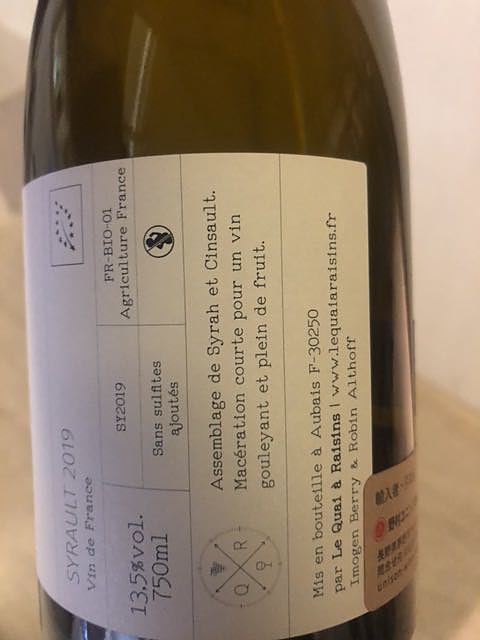 SYRAULT 2019
Vin de France
FR-BIO-01
Agriculture France
SY2019
Sans sulfites
ajoutés
13,5%vol.
750ml
Assemblage de Syrah et Cinsault.
Macération courte pour un vin
gouleyant et plein de fruit.
Q R
Mis en bouteille à Aubais F-30250
par Le Quai à Raisins | www.lequaiaraisins.fr
Imogen Berry & Robin Althoff
輸入者